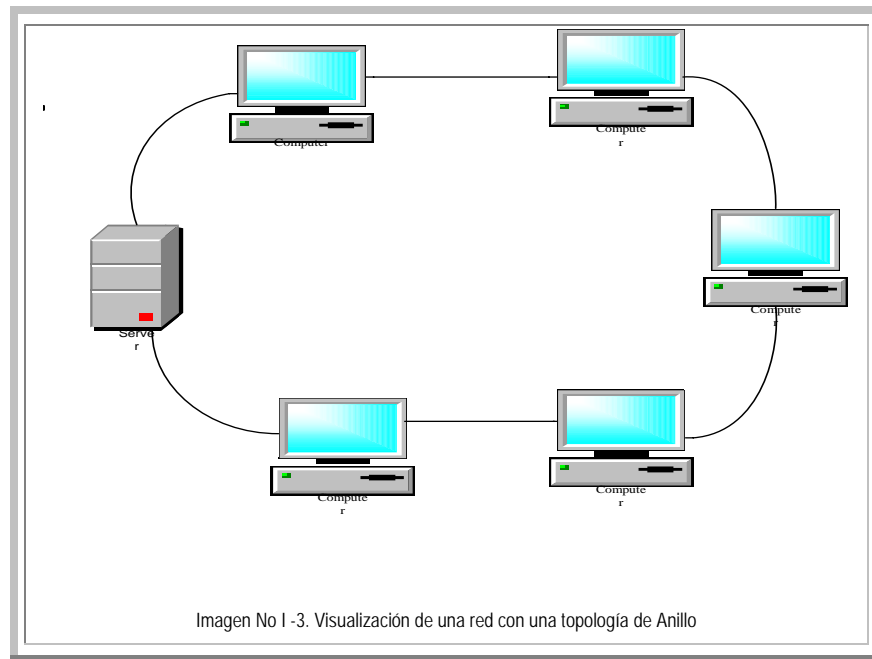 Computer
Compute
r
Compute
r
Serve
r
Compute
r
Compute
r
Imagen No I -3. Visualización de una red con una topología de Anillo